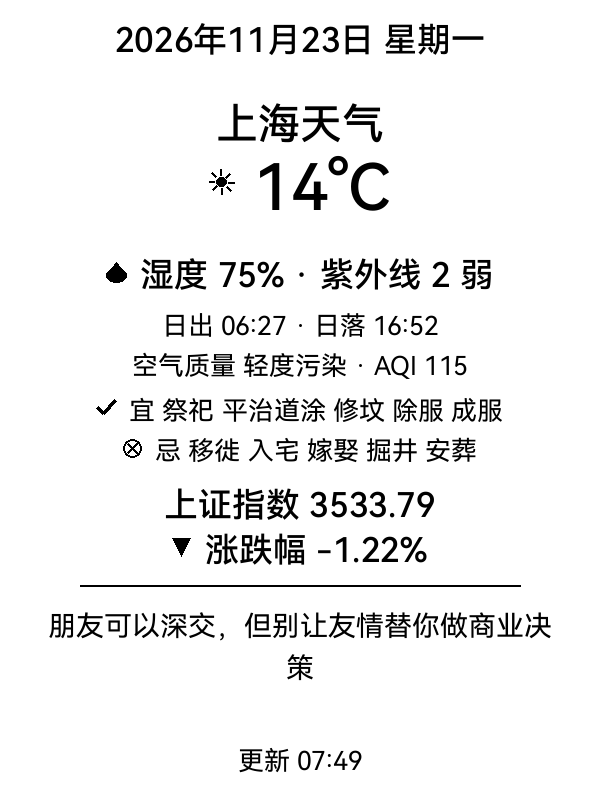 2026年11月23日 星期一
上海天气
14°C
湿度 75% · 紫外线 2 弱
日出 06:27 · 日落 16:52
空气质量 轻度污染 · AQI 115
宜 祭祀 平治道涂 修坟 除服 成服
忌 移徙 入宅 嫁娶 掘井 安葬
上证指数 3533.79
涨跌幅 -1.22%
朋友可以深交，但别让友情替你做商业决
策
更新 07:49